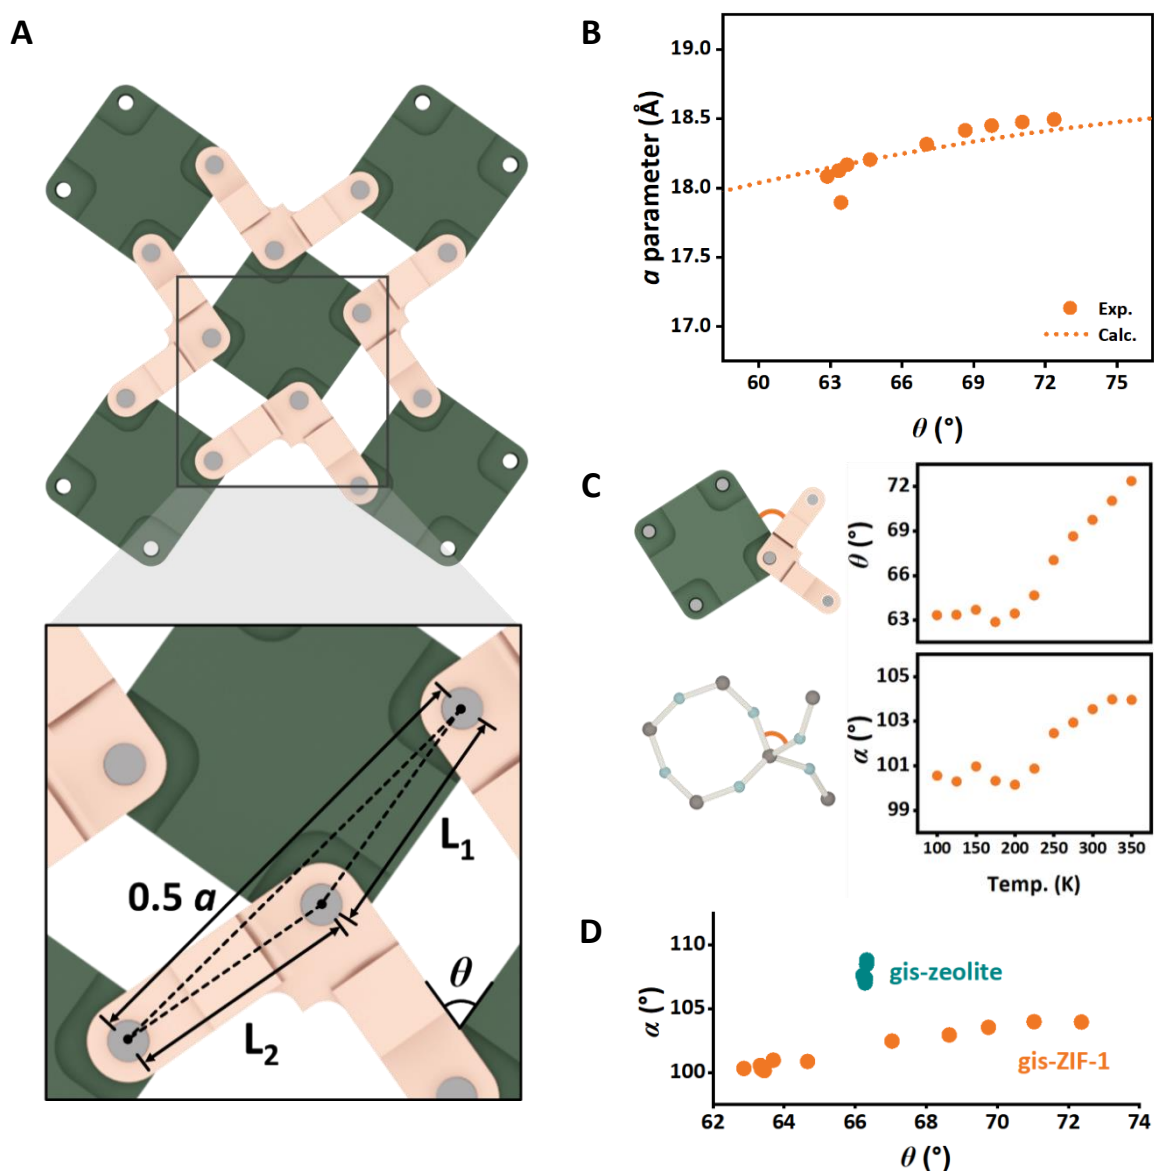 A
0.5 a
L1
L2
θ
B
a parameter (Å)
19.0
18.5
18.0
17.5
17.0
Exp.
Calc.
60 63 66 69 72 75
θ (°)
C
θ (°)
72
69
66
63
α (°)
105
103
101
99
100 150 200 250 300 350
Temp. (K)
D
α (°)
110
105
100
gis-zeolite
gis-ZIF-1
62 64 66 68 70 72 74
θ (°)